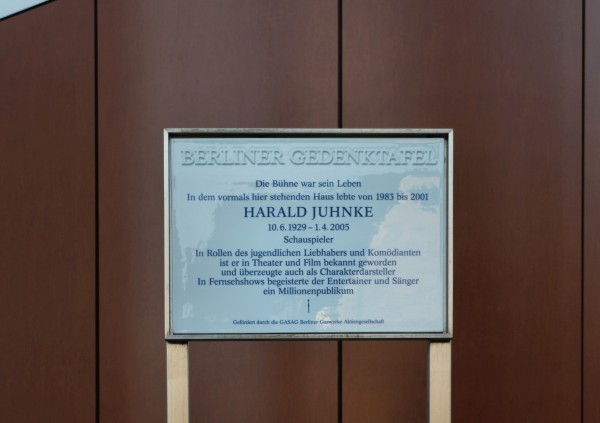 BERLINER GEDENKTAFEL
Die Bühne war sein Leben
In dem vormals hier stehenden Haus lebte von 1983 bis 2001
HARALD JUHNKE
10.6.1929 – 1.4.2005
Schauspieler
In Rollen des jugendlichen Liebhabers und Komödianten
ist er in Theater und Film bekannt geworden
und überzeugte auch als Charakterdarsteller
In Fernsehshows begeisterte der Entertainer und Sänger
ein Millionenpublikum
Gefördert durch die GASAG Berliner Gaswerke Aktiengesellschaft